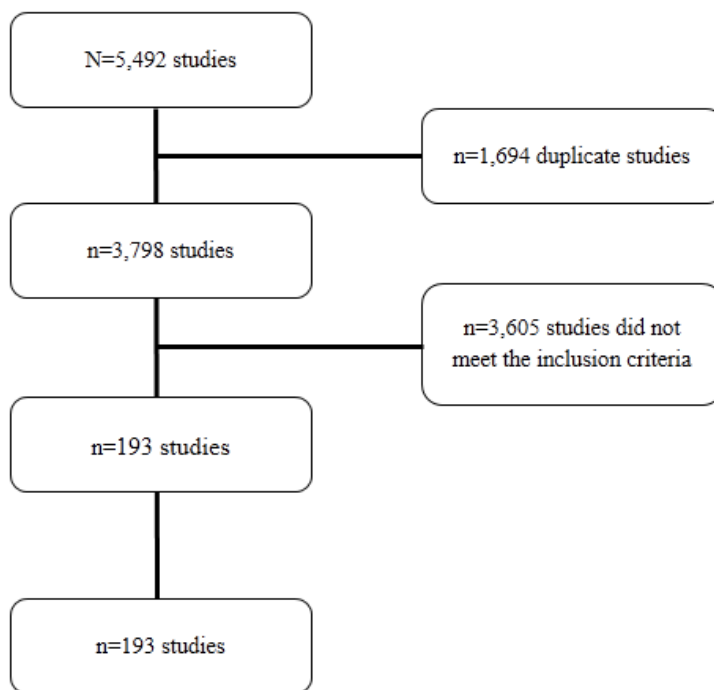 N=5,492 studies
n=1,694 duplicate studies
n=3,798 studies
n=3,605 studies did not
meet the inclusion criteria
n=193 studies
n=193 studies